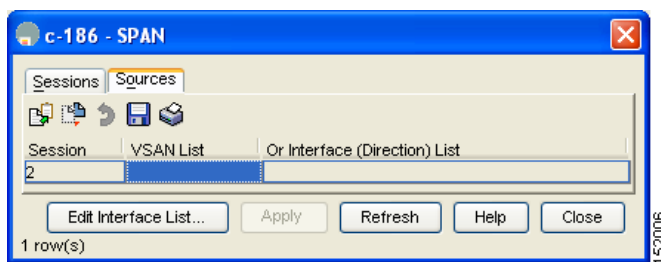 c-186 - SPAN
Sessions Sources
Session VSAN List Or Interface (Direction) List
2
Edit Interface List... Apply Refresh Help Close
1 row(s)
152006